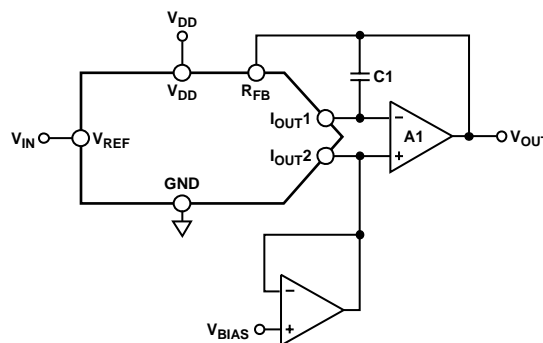 VDD
VDD
RFB
C1
IOUT1
A1
VIN
VREF
VOUT
IOUT2
GND
VBIAS
−
+
−
+